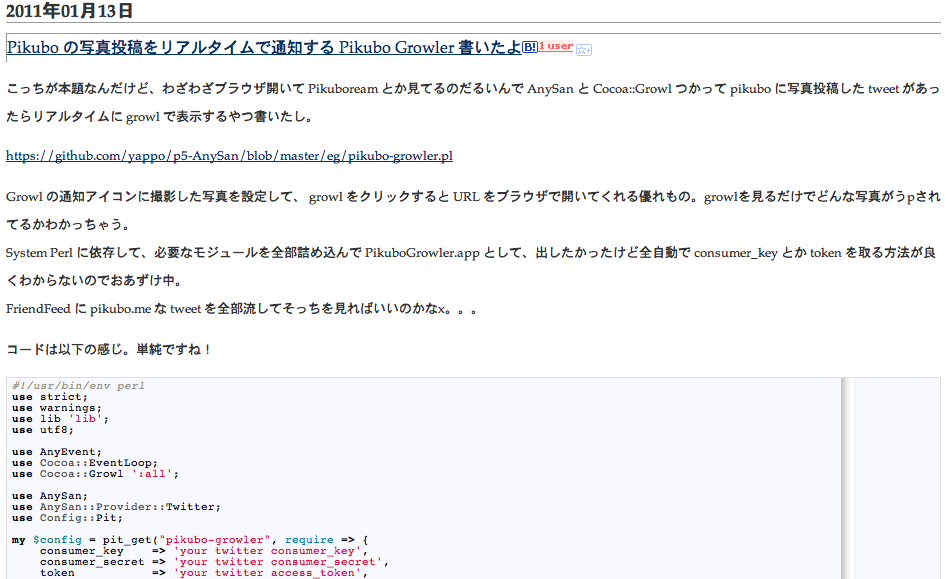 2011年01月13日
Pikubo の写真投稿をリアルタイムで通知する Pikubo Growler 書いたよB!1 user
こっちが本題なんだけど、わざわざブラウザ開いて Pikuboream とか見てるのだるいんで AnySan と Cocoa::Growl つかって pikubo に写真投稿した tweet があっ
たらリアルタイムに growl で表示するやつ書いたし。
https://github.com/yappo/p5-AnySan/blob/master/eg/pikubo-growler.pl
Growl の通知アイコンに撮影した写真を設定して、 growl をクリックすると URL をブラウザで開いてくれる優れもの。growlを見るだけでどんな写真がうpされ
てるかわかっちゃう。
System Perl に依存して、必要なモジュールを全部詰め込んで PikuboGrowler.app として、出したかったけど全自動で consumer_key とか token を取る方法が良
くわからないのでおあずけ中。
FriendFeed に pikubo.me な tweet を全部流してそっちを見ればいいのかなx。。。
コードは以下の感じ。単純ですね！
#!/usr/bin/env perl
use strict;
use warnings;
use lib 'lib';
use utf8;
use AnyEvent;
use Cocoa::EventLoop;
use Cocoa::Growl ':all';
use AnySan;
use AnySan::Provider::Twitter;
use Config::Pit;
my $config = pit_get("pikubo-growler", require => {
consumer_key => 'your twitter consumer_key',
consumer_secret => 'your twitter consumer_secret',
token => 'your twitter access_token',